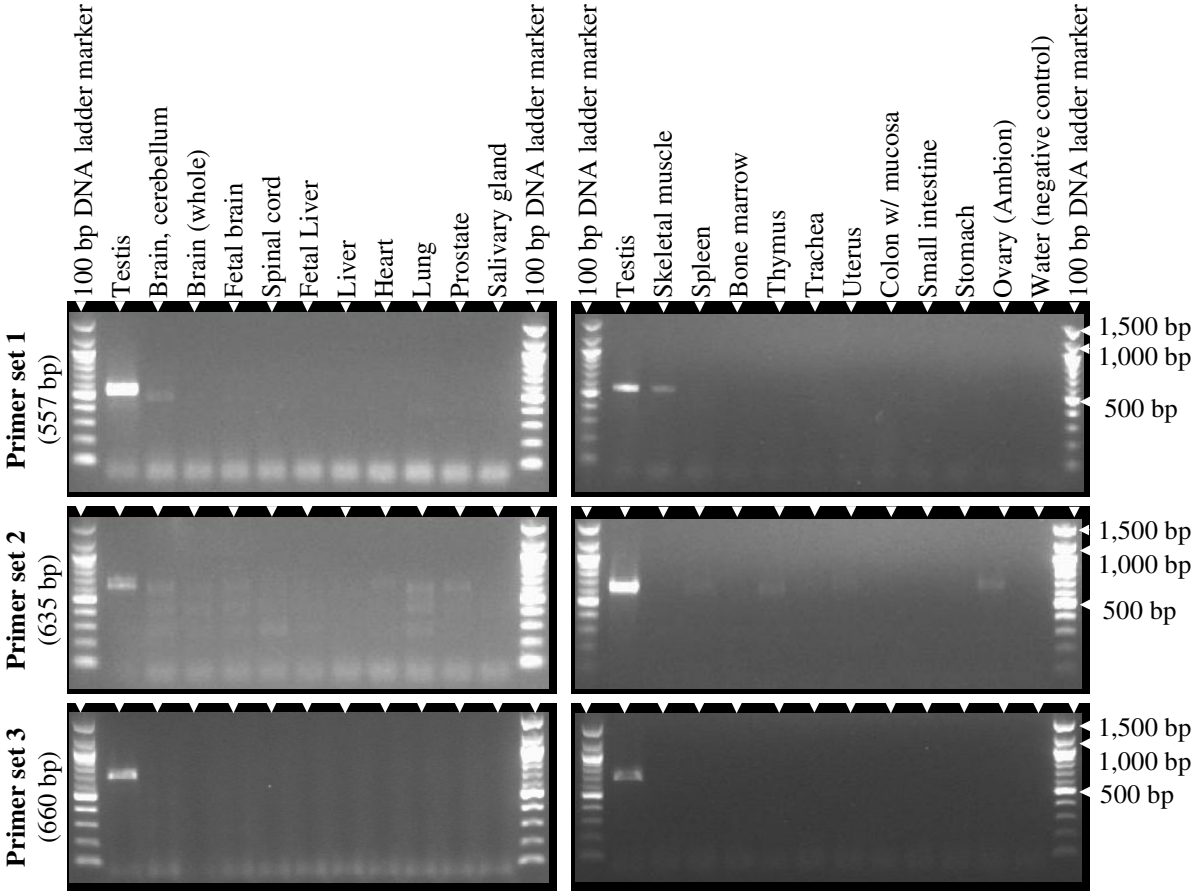 100 bp DNA ladder marker
Testis
Brain, cerebellum
Brain (whole)
Fetal brain
Spinal cord
Fetal Liver
Liver
Heart
Lung
Prostate
Salivary gland
100 bp DNA ladder marker
100 bp DNA ladder marker
Testis
Skeletal muscle
Spleen
Bone marrow
Thymus
Trachea
Uterus
Colon w/ mucosa
Small intestine
Stomach
Ovary (Ambion)
Water (negative control)
100 bp DNA ladder marker
Primer set 1
(557 bp)
1,500 bp
1,000 bp
500 bp
Primer set 2
(635 bp)
1,500 bp
1,000 bp
500 bp
Primer set 3
(660 bp)
1,500 bp
1,000 bp
500 bp